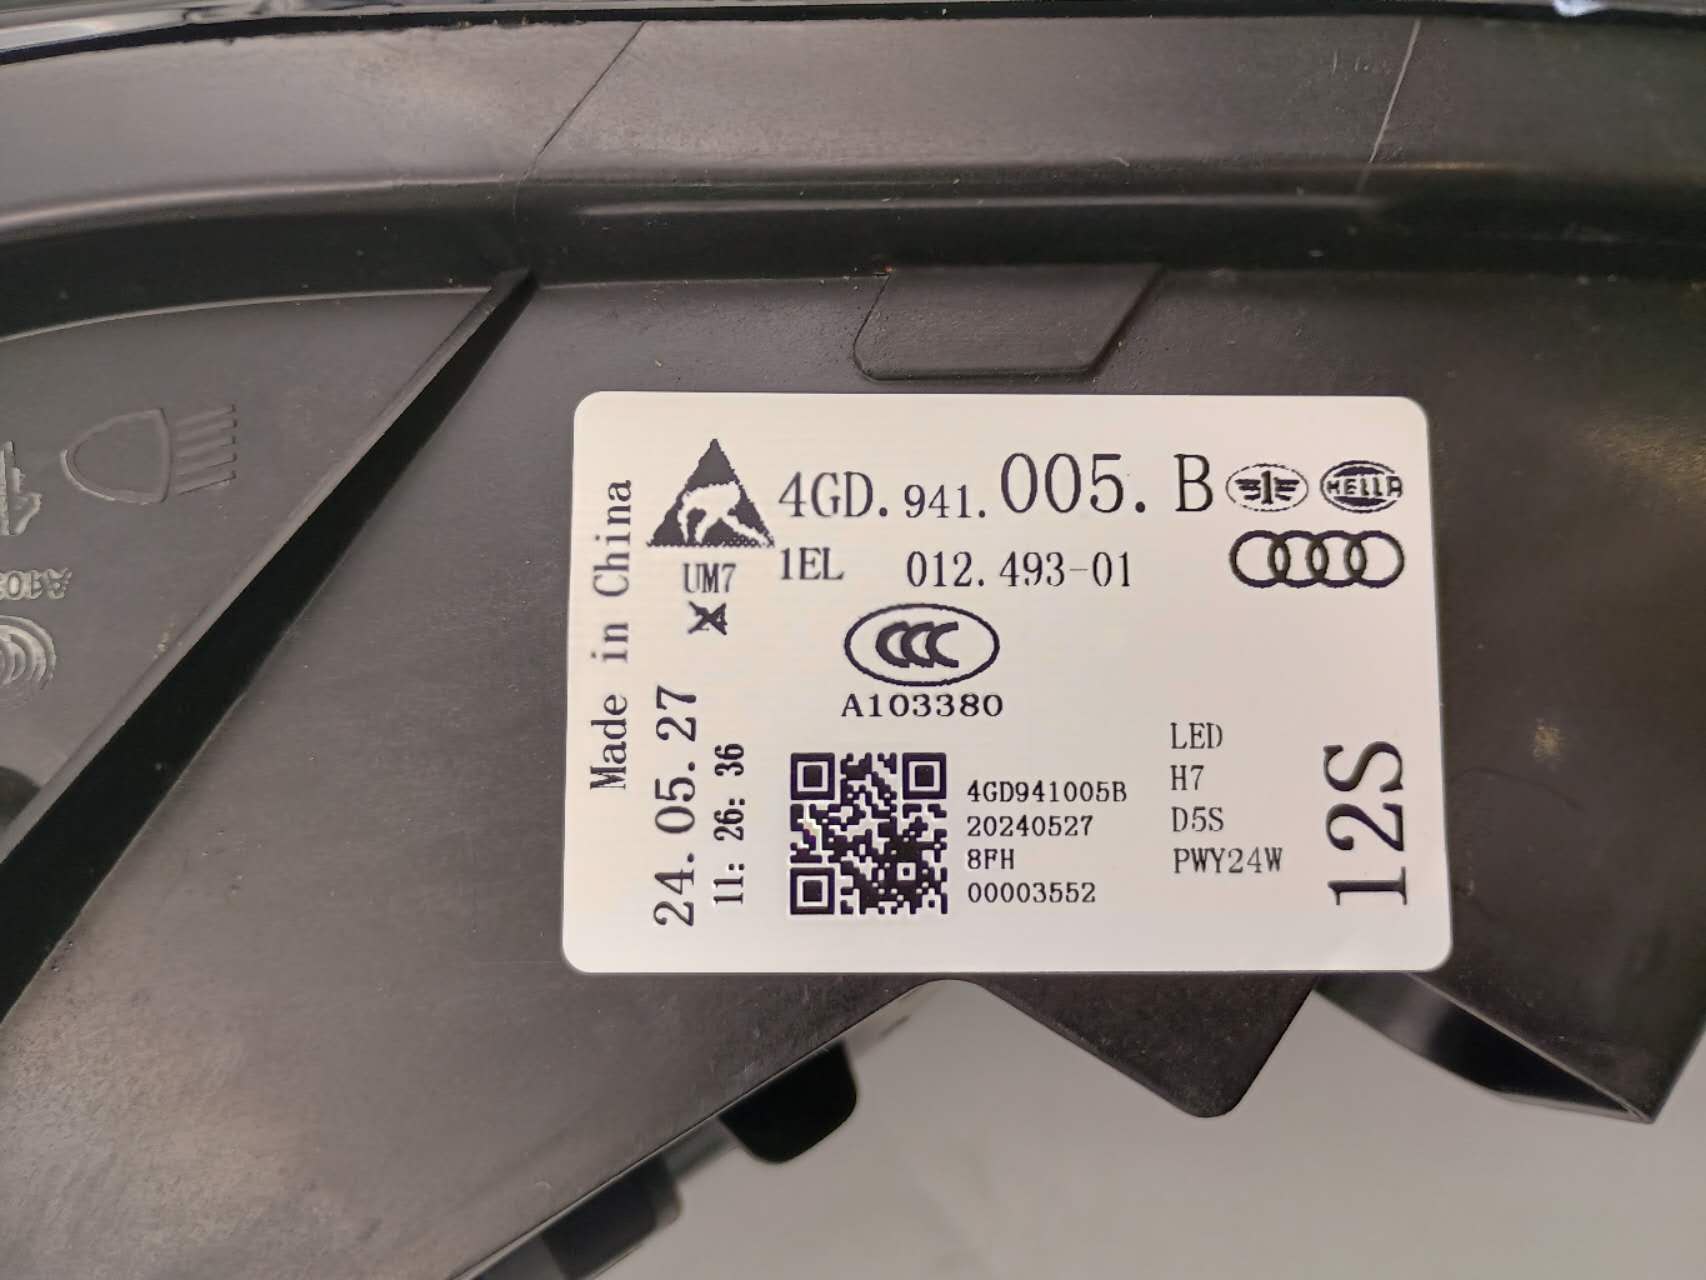 4GD.941.005.B
HELLA
UM7
1EL 012.493-01
Made in China
24.05.27
11:26:36
CCC
A103380
4GD941005B
20240527
8FH
00003552
LED
H7
D5S
PWY24W
12S